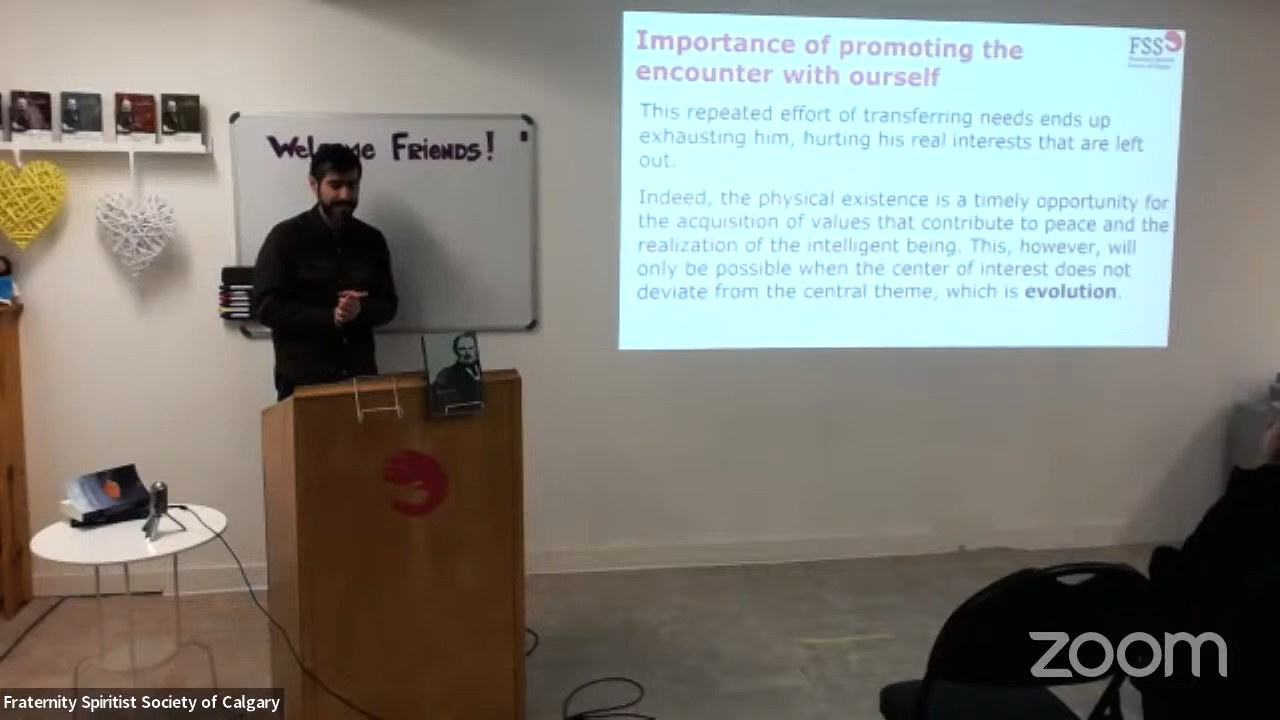 Welcome Friends!
Importance of promoting the
encounter with ourself
FSS
This repeated effort of transferring needs ends up
exhausting him, hurting his real interests that are left
out.
Indeed, the physical existence is a timely opportunity for
the acquisition of values that contribute to peace and the
realization of the intelligent being. This, however, will
only be possible when the center of interest does not
deviate from the central theme, which is evolution.
zoom
Fraternity Spiritist Society of Calgary